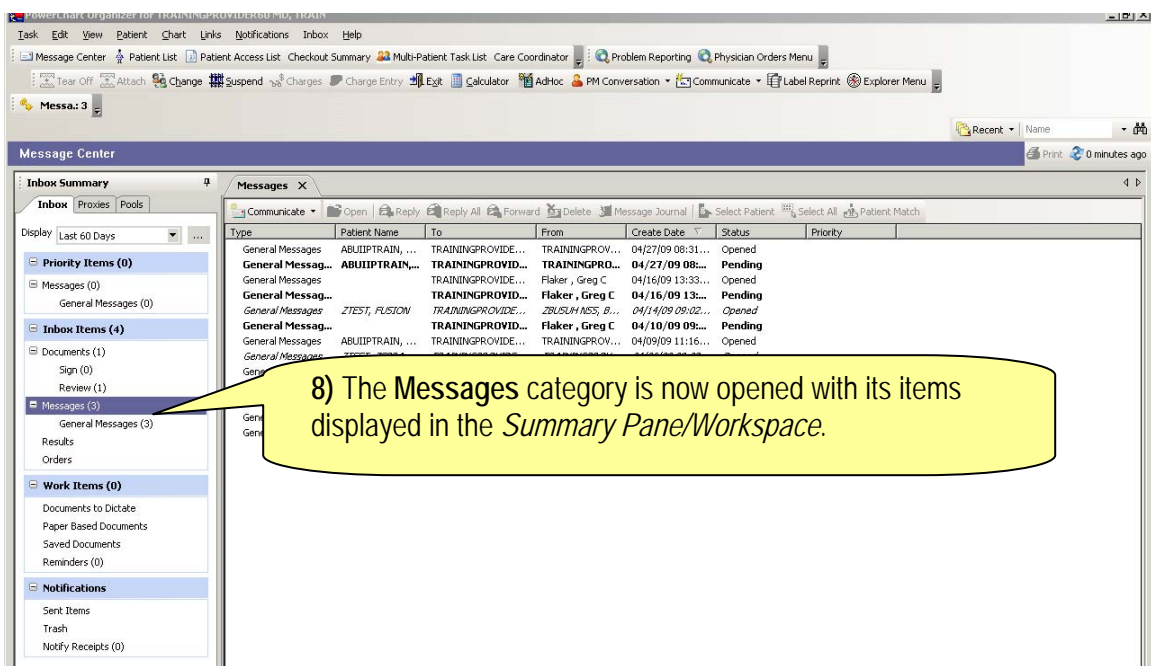 PowerChart Organizer for TRAININGPROVIDER60 MD, TRAIN
Task Edit View Patient Chart Links Notifications Inbox Help
Message Center Patient List Patient Access List Checkout Summary Multi-Patient Task List Care Coordinator Problem Reporting Physician Orders Menu
Tear Off Attach Change Suspend Charges Charge Entry Exit Calculator AdHoc PM Conversation Communicate Label Reprint Explorer Menu
Messa.: 3
Recent Name
Message Center Print 0 minutes ago
Inbox Summary
Inbox Proxies Pools
Display Last 60 Days ...
Priority Items (0)
Messages (0)
General Messages (0)
Inbox Items (4)
Documents (1)
Sign (0)
Review (1)
Messages (3)
General Messages (3)
Results
Orders
Work Items (0)
Documents to Dictate
Paper Based Documents
Saved Documents
Reminders (0)
Notifications
Sent Items
Trash
Notify Receipts (0)
Messages X
Communicate Open Reply Reply All Forward Delete Message Journal Select Patient Select All Patient Match
Type Patient Name To From Create Date Status Priority
General Messages ABUIIPTRAIN, ... TRAININGPROVIDE... TRAININGPROV... 04/27/09 08:31... Opened
General Messag... ABUIIPTRAIN,... TRAININGPROVID... TRAININGPRO... 04/27/09 08:... Pending
General Messages TRAININGPROVIDE... Flaker , Greg C 04/16/09 13:33... Opened
General Messag... TRAININGPROVID... Flaker , Greg C 04/16/09 13:... Pending
General Messages ZTEST, FUSION TRAININGPROVIDE... ZBUSUH NSS, B... 04/14/09 09:02... Opened
General Messag... TRAININGPROVID... Flaker , Greg C 04/10/09 09:... Pending
General Messages ABUIIPTRAIN, ... TRAININGPROVIDE... TRAININGPROV... 04/09/09 11:16... Opened
General Messages
8) The Messages category is now opened with its items
displayed in the Summary Pane/Workspace.